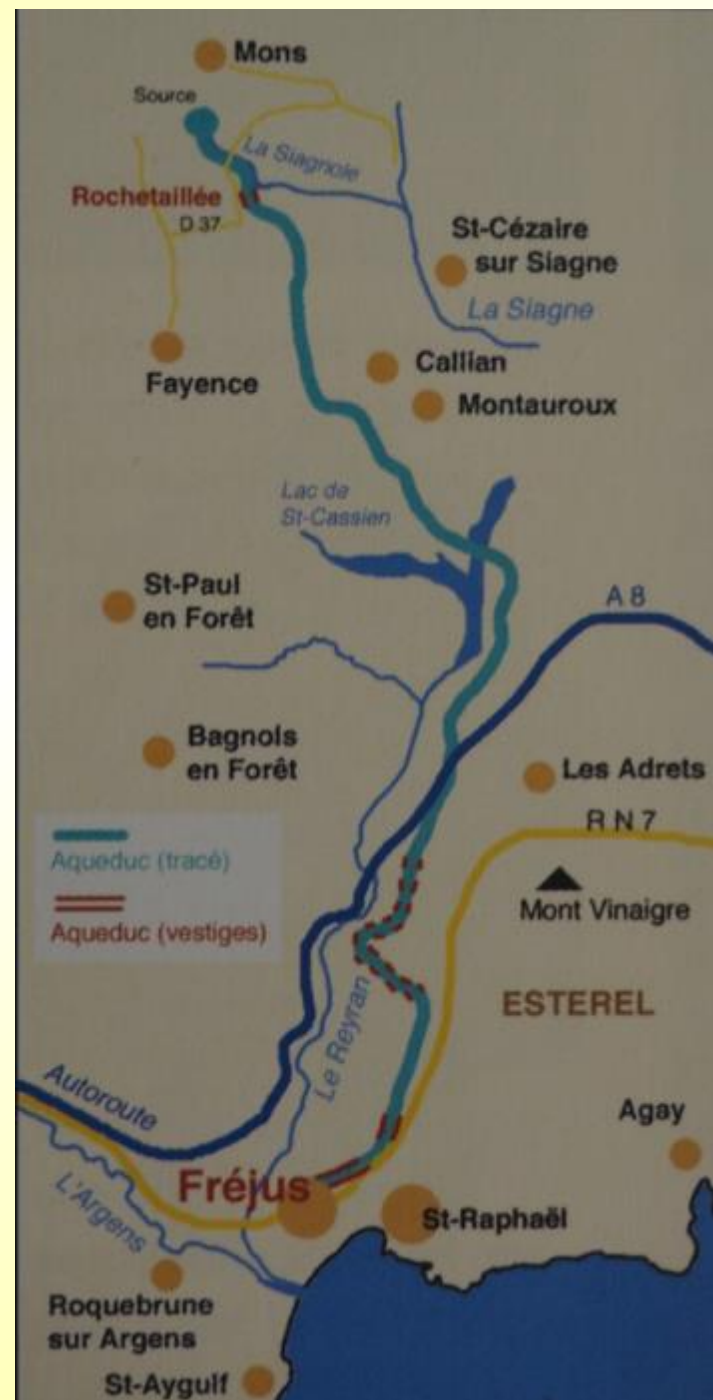 Mons
Source
La Siagnole
Rochetaillée
D 37
St-Cézaire
sur Siagne
La Siagne
Callian
Fayence
Montauroux
Lac de
St-Cassien
St-Paul
en Forêt
A 8
Bagnols
en Forêt
Les Adrets
R N 7
Aqueduc (tracé)
Mont Vinaigre
Aqueduc (vestiges)
ESTEREL
Le Reyran
Autoroute
Agay
Fréjus
L'Argens
St-Raphaël
Roquebrune
sur Argens
St-Aygulf